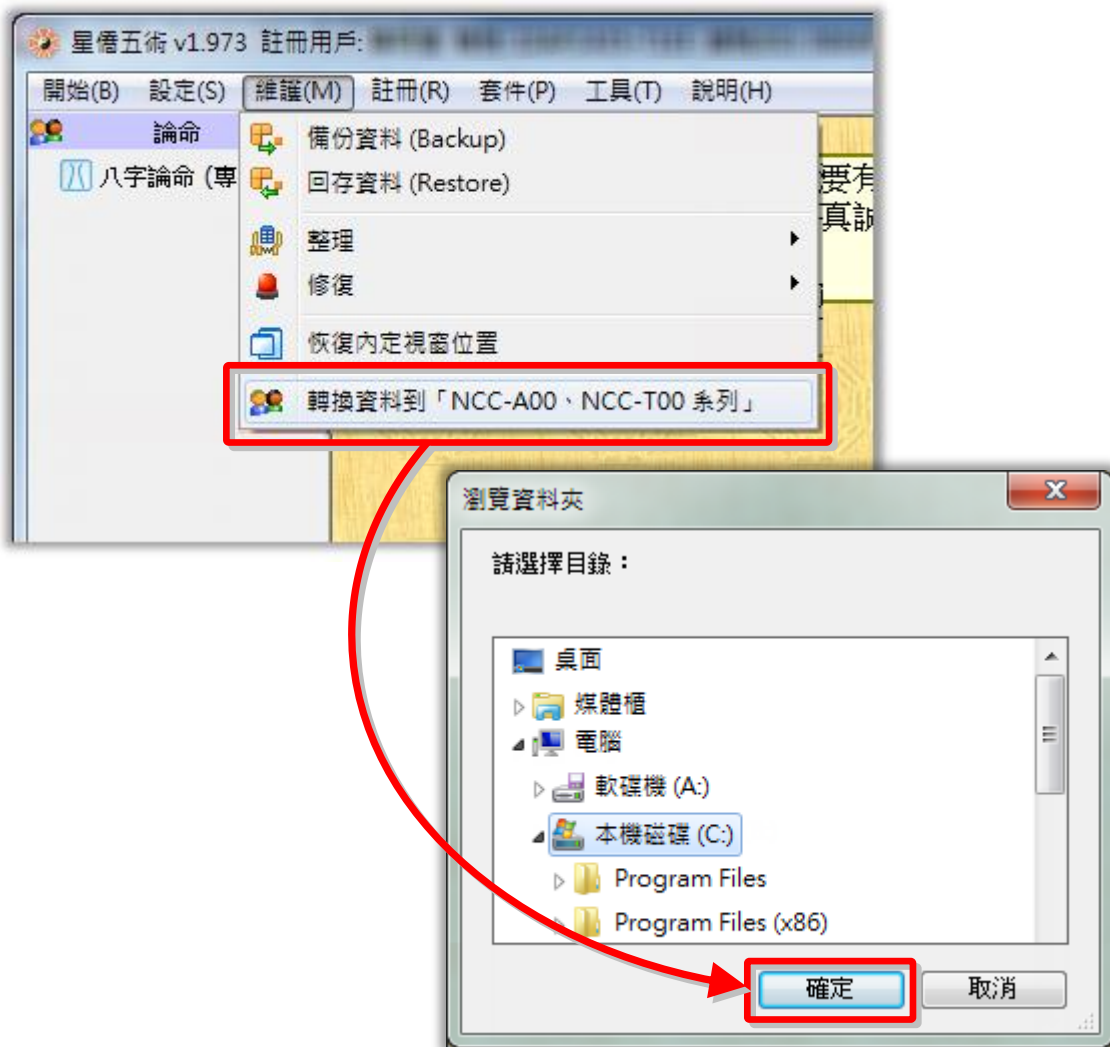 星僑五術 v1.973 註冊用戶:
開始(B) 設定(S) 維護(M) 註冊(R) 套件(P) 工具(T) 說明(H)
論命
八字論命 (專
備份資料 (Backup)
回存資料 (Restore)
整理
修復
恢復內定視窗位置
轉換資料到「NCC-A00、NCC-T00 系列」
要有
真誠
瀏覽資料夾
請選擇目錄：
桌面
媒體櫃
電腦
軟碟機 (A:)
本機磁碟 (C:)
Program Files
Program Files (x86)
確定 取消